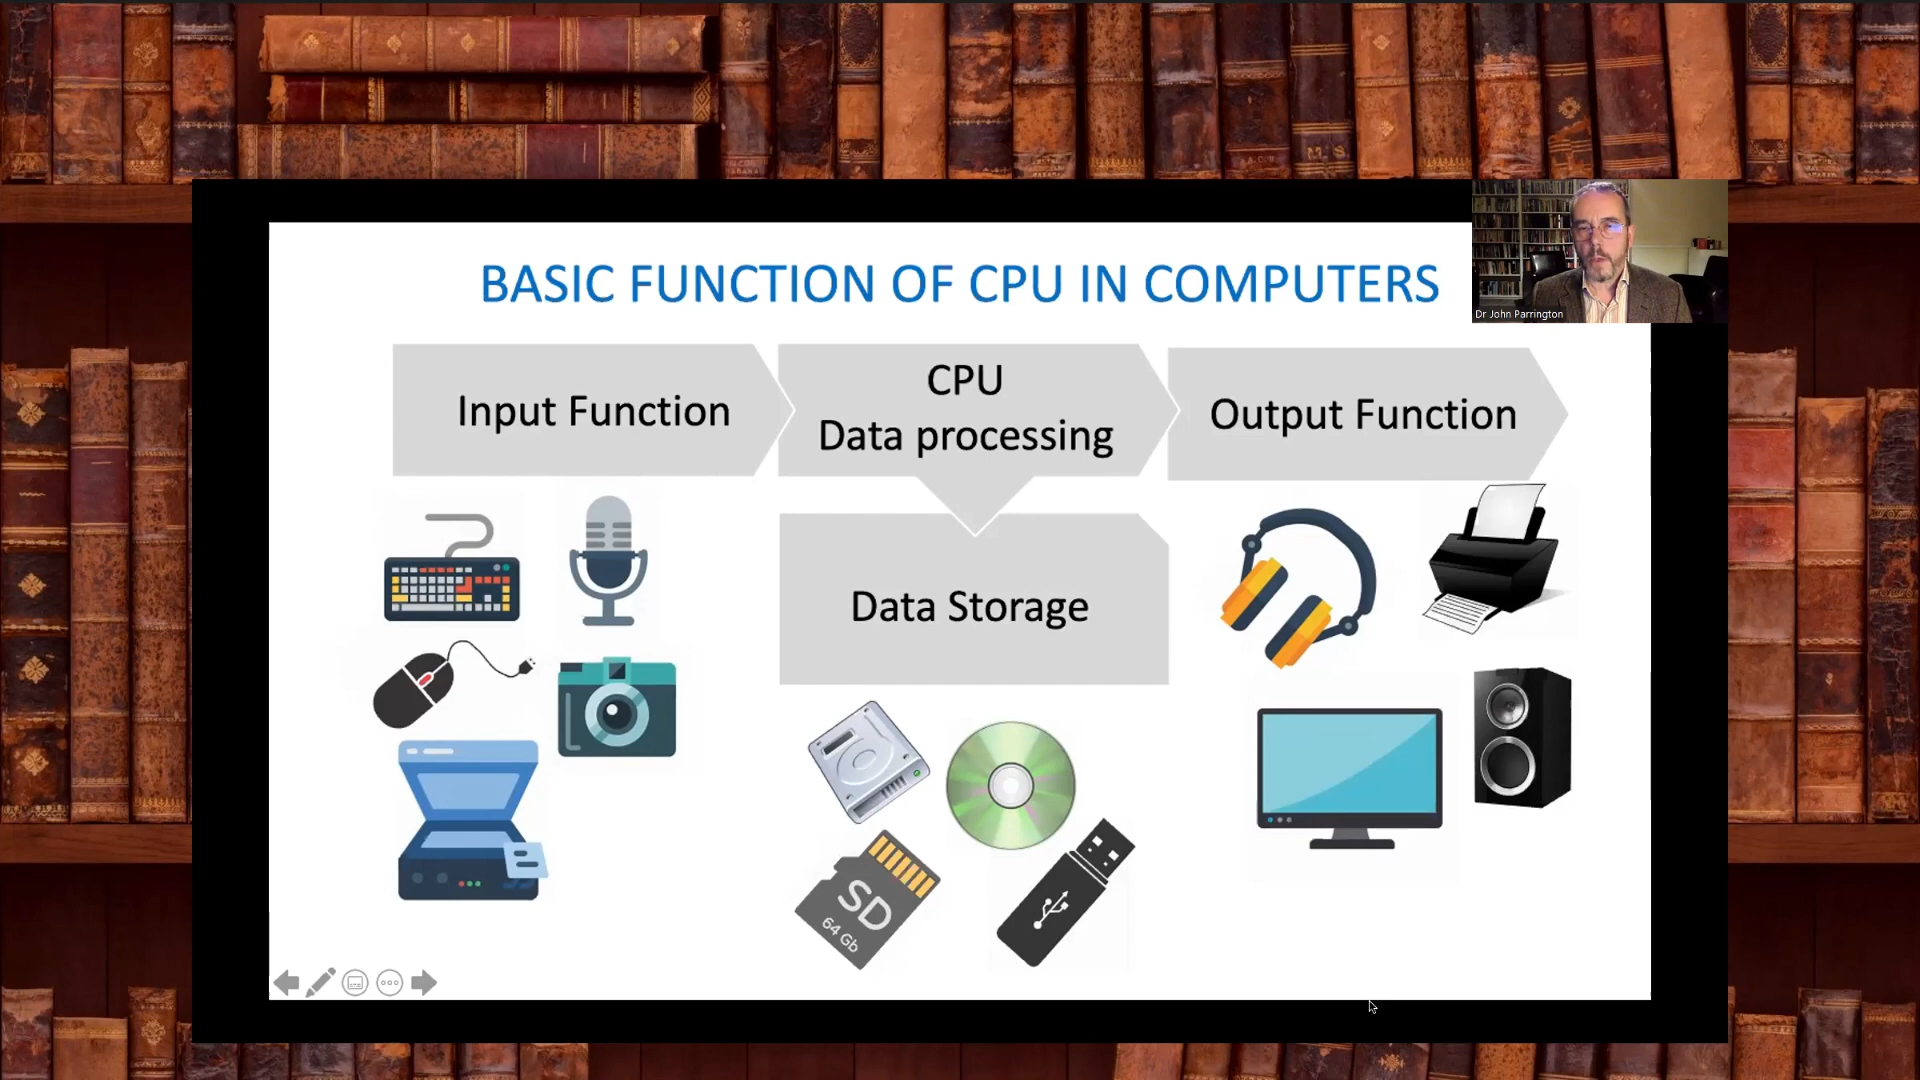 BASIC FUNCTION OF CPU IN COMPUTERS
Dr John Parrington
Input Function
CPU
Data processing
Output Function
Data Storage
SD
64 Gb
M. S